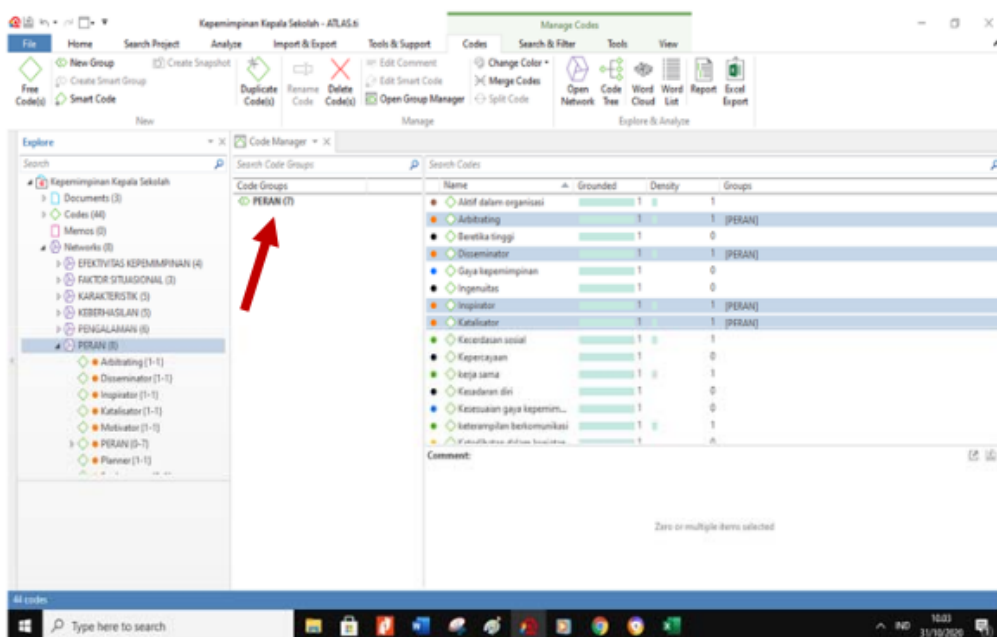 Kepemimpinan Kepala Sekolah - ATLAS.ti
Manage Codes
File Home Search Project Analyze Import & Export Tools & Support Codes Search & Filter Tools View
Free Code(s)
New Group
Create Smart Group
Smart Code
Create Snapshot
New
Duplicate Code(s)
Rename Code
Delete Code(s)
Edit Comment
Edit Smart Code
Open Group Manager
Change Color
Merge Codes
Split Code
Manage
Open Network
Code Tree
Word Cloud
Word List
Report
Excel Export
Explore & Analyze
Explore
Search
Kepemimpinan Kepala Sekolah
Documents (3)
Codes (44)
Memos (0)
Networks (8)
EFEKTIVITAS KEPEMIMPINAN (4)
FAKTOR SITUASIONAL (3)
KARAKTERISTIK (5)
KEBERHASILAN (5)
PENGALAMAN (6)
PERAN (8)
Arbitrating (1-1)
Disseminator (1-1)
Inspirator (1-1)
Katalisator (1-1)
Motivator (1-1)
PERAN (0-7)
Planner (1-1)
Code Manager
Search Code Groups
Code Groups
PERAN (7)
Search Codes
Name Grounded Density Groups
Aktif dalam organisasi 1 1
Arbitrating 1 1 [PERAN]
Beretika tinggi 1 0
Disseminator 1 1 [PERAN]
Gaya kepemimpinan 1 0
Ingenuitas 1 0
Inspirator 1 1 [PERAN]
Katalisator 1 1 [PERAN]
Kecerdasan sosial 1 1
Kepercayaan 1 0
kerja sama 1 1
Kesadaran diri 1 0
Kesesuaian gaya kepemim... 1 0
keterampilan berkomunikasi 1 1
Comment:
Zero or multiple items selected
44 codes
Type here to search
IND
10.03
31/10/2020